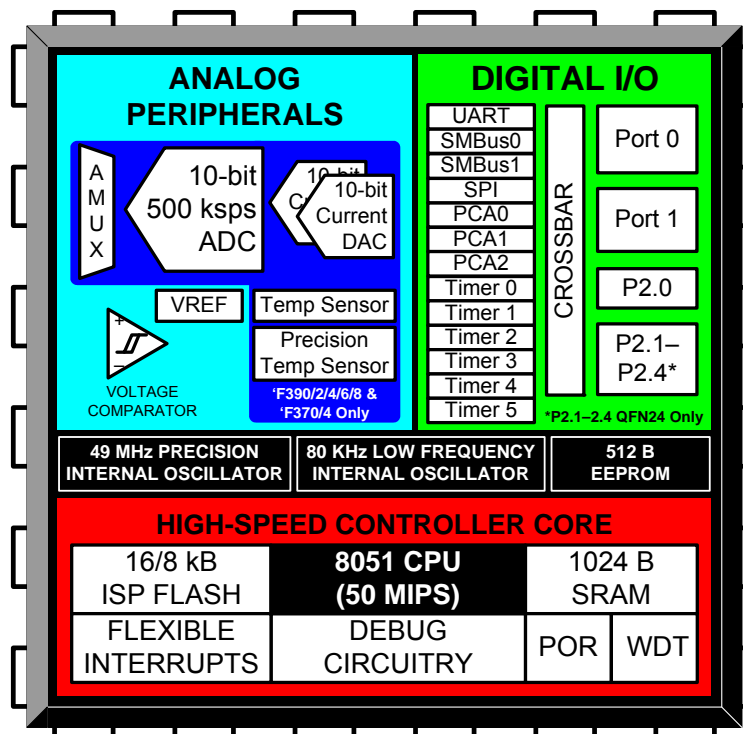 ANALOG
PERIPHERALS
A
M
U
X
10-bit
500 ksps
ADC
10-bit
10-bit
Current
DAC
VREF
Temp Sensor
Precision
Temp Sensor
+
–
VOLTAGE
COMPARATOR
‘F390/2/4/6/8 &
‘F370/4 Only
DIGITAL I/O
UART
SMBus0
SMBus1
SPI
PCA0
PCA1
PCA2
Timer 0
Timer 1
Timer 2
Timer 3
Timer 4
Timer 5
CROSSBAR
Port 0
Port 1
P2.0
P2.1–
P2.4*
*P2.1–2.4 QFN24 Only
49 MHz PRECISION
INTERNAL OSCILLATOR
80 KHz LOW FREQUENCY
INTERNAL OSCILLATOR
512 B
EEPROM
HIGH-SPEED CONTROLLER CORE
16/8 kB
ISP FLASH
8051 CPU
(50 MIPS)
1024 B
SRAM
FLEXIBLE
INTERRUPTS
DEBUG
CIRCUITRY
POR
WDT